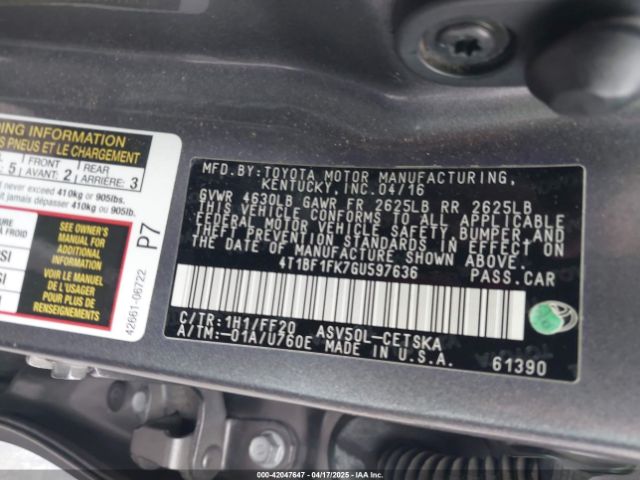 DING INFORMATION
S PNEUS ET LE CHARGEMENT
5 FRONT AVANT: 2 REAR ARRIÈRE: 3
never exceed 410kg or 905lbs.
jamais dépasser 410kg ou 905lb.
À FROID
SEE OWNER'S
MANUAL FOR
ADDITIONAL
INFORMATION
VOIR LE MANUEL
DE L'USAGER
POUR PLUS DE
RENSEIGNEMENTS
P7
42661-06722
MFD. BY: TOYOTA MOTOR MANUFACTURING,
KENTUCKY, INC. 04/16
GVWR 4630LB GAWR FR 2625LB RR 2625LB
THIS VEHICLE CONFORMS TO ALL APPLICABLE
FEDERAL MOTOR VEHICLE SAFETY, BUMPER AND
THEFT PREVENTION STANDARDS IN EFFECT ON
THE DATE OF MANUFACTURE SHOWN ABOVE.
4T1BF1FK7GU597636 PASS.CAR
C/TR:1H1/FF20 ASV50L-CETSKA
A/TM:-01A/U760E MADE IN U.S.A.
61390
000-42047647 - 04/17/2025 - IAA Inc.